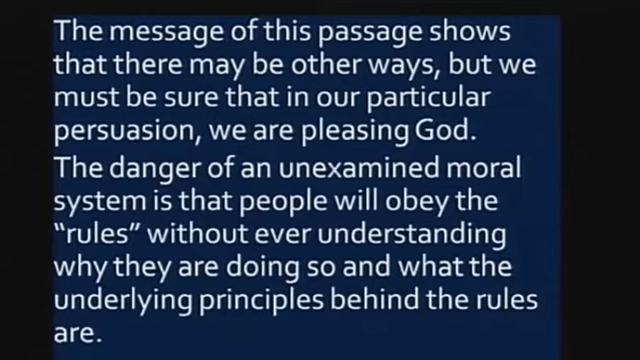 The message of this passage shows
that there may be other ways, but we
must be sure that in our particular
persuasion, we are pleasing God.
The danger of an unexamined moral
system is that people will obey the
“rules” without ever understanding
why they are doing so and what the
underlying principles behind the rules
are.